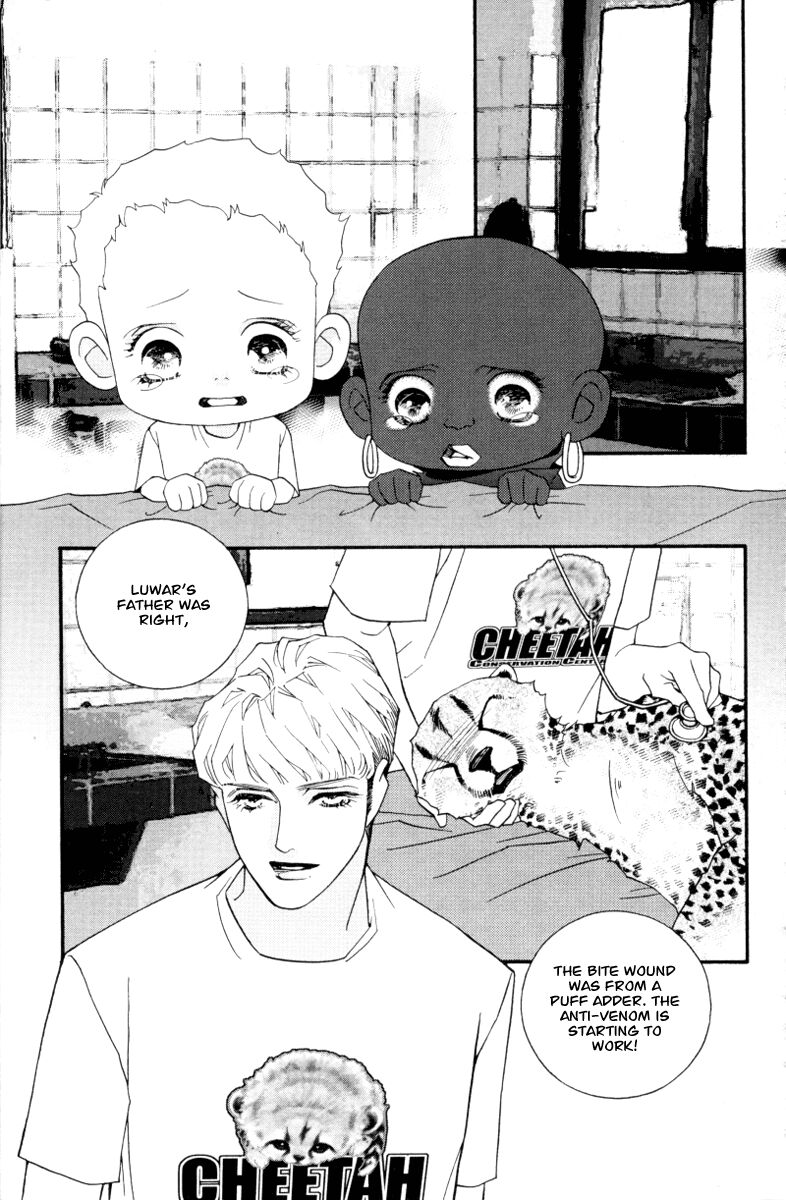 LUWAR'S
FATHER WAS
RIGHT,
CHEETAH
CONSERVATION CENT
THE BITE WOUND
WAS FROM A
PUFF ADDER. THE
ANTI-VENOM IS
STARTING TO
WORK!
CHEETAH